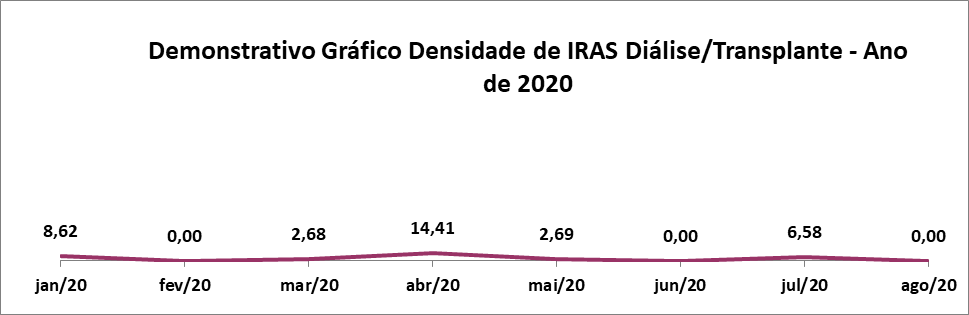 Demonstrativo Gráfico Densidade de IRAS Diálise/Transplante - Ano
de 2020
8,62 0,00 2,68 14,41 2,69 0,00 6,58 0,00
jan/20 fev/20 mar/20 abr/20 mai/20 jun/20 jul/20 ago/20